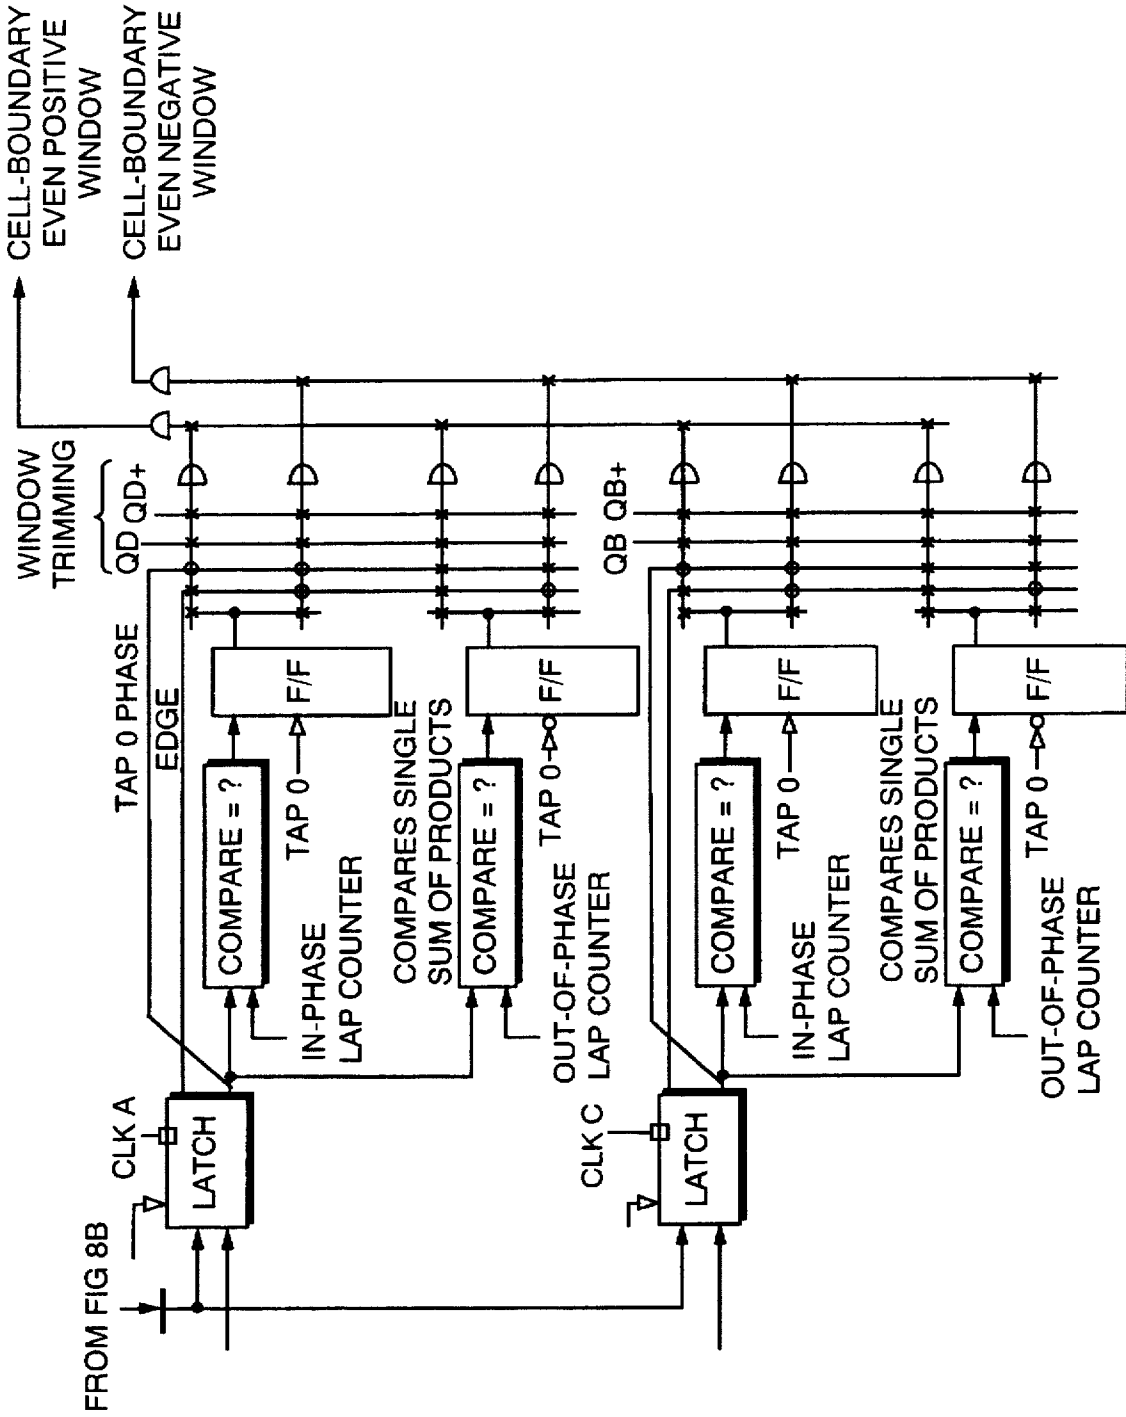 CELL-BOUNDARY
EVEN POSITIVE
WINDOW
CELL-BOUNDARY
EVEN NEGATIVE
WINDOW
WINDOW
TRIMMING
QD QD+
TAP 0 PHASE
EDGE
F/F
COMPARE = ?
TAP 0
IN-PHASE
LAP COUNTER
COMPARES SINGLE
SUM OF PRODUCTS
F/F
COMPARE = ?
TAP 0
OUT-OF-PHASE
LAP COUNTER
CLK A
LATCH
FROM FIG 8B
QB QB+
F/F
COMPARE = ?
TAP 0
IN-PHASE
LAP COUNTER
COMPARES SINGLE
SUM OF PRODUCTS
F/F
COMPARE = ?
TAP 0
OUT-OF-PHASE
LAP COUNTER
CLK C
LATCH